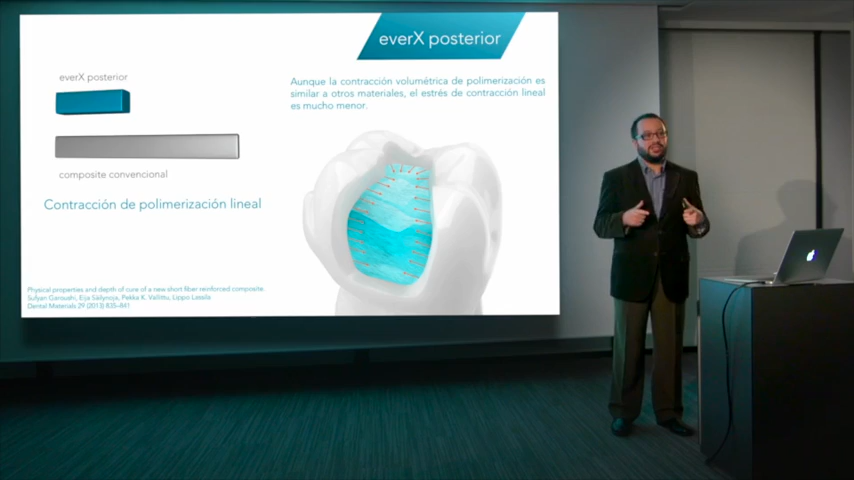 everX posterior
everX posterior
Aunque la contracción volumétrica de polimerización es
similar a otros materiales, el estrés de contracción lineal
es mucho menor.
composite convencional
Contracción de polimerización lineal
Physical properties and depth of cure of a new short fiber reinforced composite.
Sufyan Garoushi, Eija Säilynoja, Pekka K. Vallittu, Lippo Lassila
Dental Materials 29 (2013) 835–841